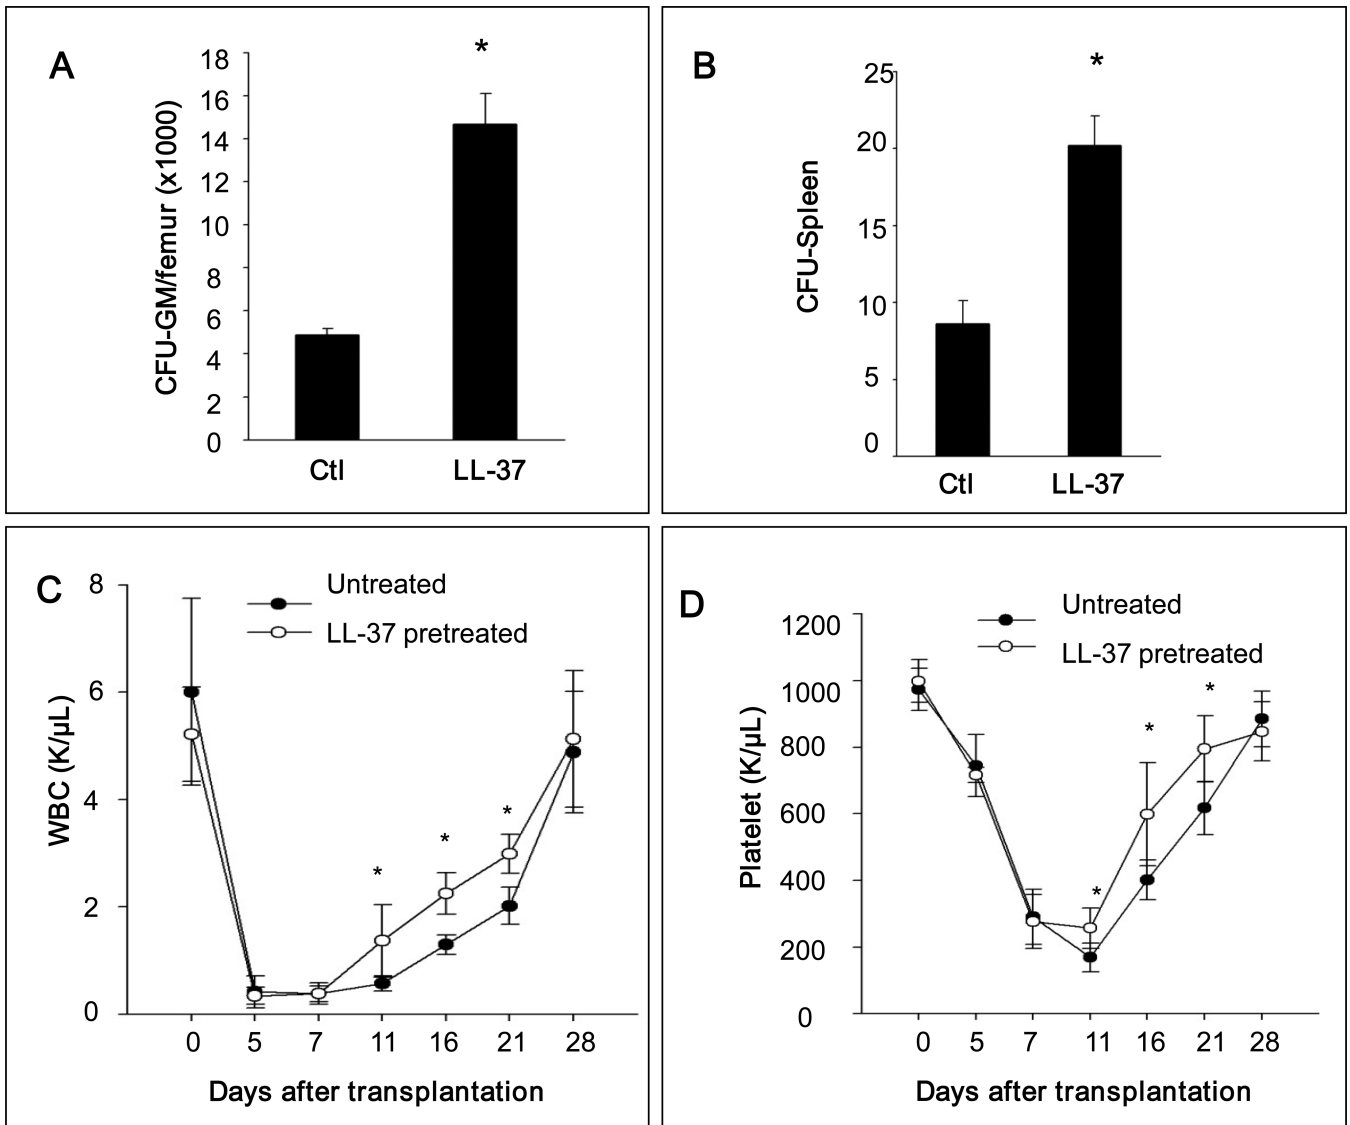 A
*
CFU-GM/femur (x1000)
18
16
14
12
10
8
6
4
2
0
Ctl LL-37
B
*
CFU-Spleen
25
20
15
10
5
0
Ctl LL-37
C
Untreated
LL-37 pretreated
WBC (K/µL)
8
6
4
2
0
* * *
0 5 7 11 16 21 28
Days after transplantation
D
Untreated
LL-37 pretreated
Platelet (K/µL)
1200
1000
800
600
400
200
0
* * *
0 5 7 11 16 21 28
Days after transplantation